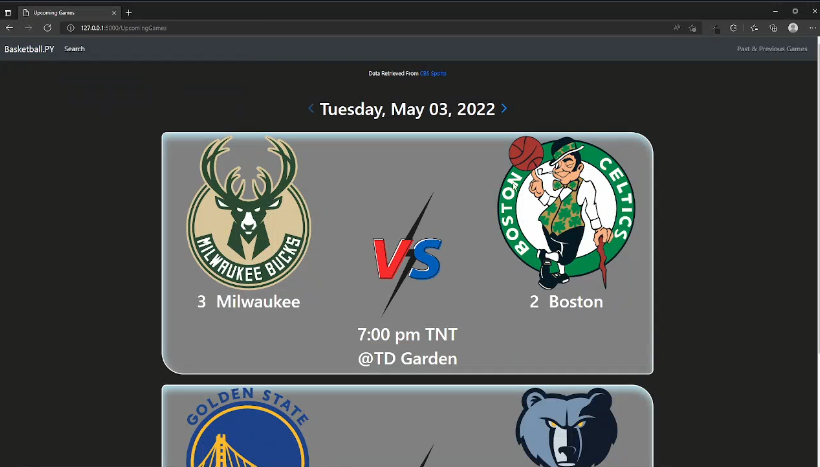 Upcoming Games
127.0.0.1:5000/UpcomingGames
Basketball.PY Search Past & Previous Games
Data Retrieved From CBS Sports
Tuesday, May 03, 2022
MILWAUKEE BUCKS
BOSTON CELTICS
VS
3 Milwaukee
2 Boston
7:00 pm TNT
@TD Garden
GOLDEN STATE